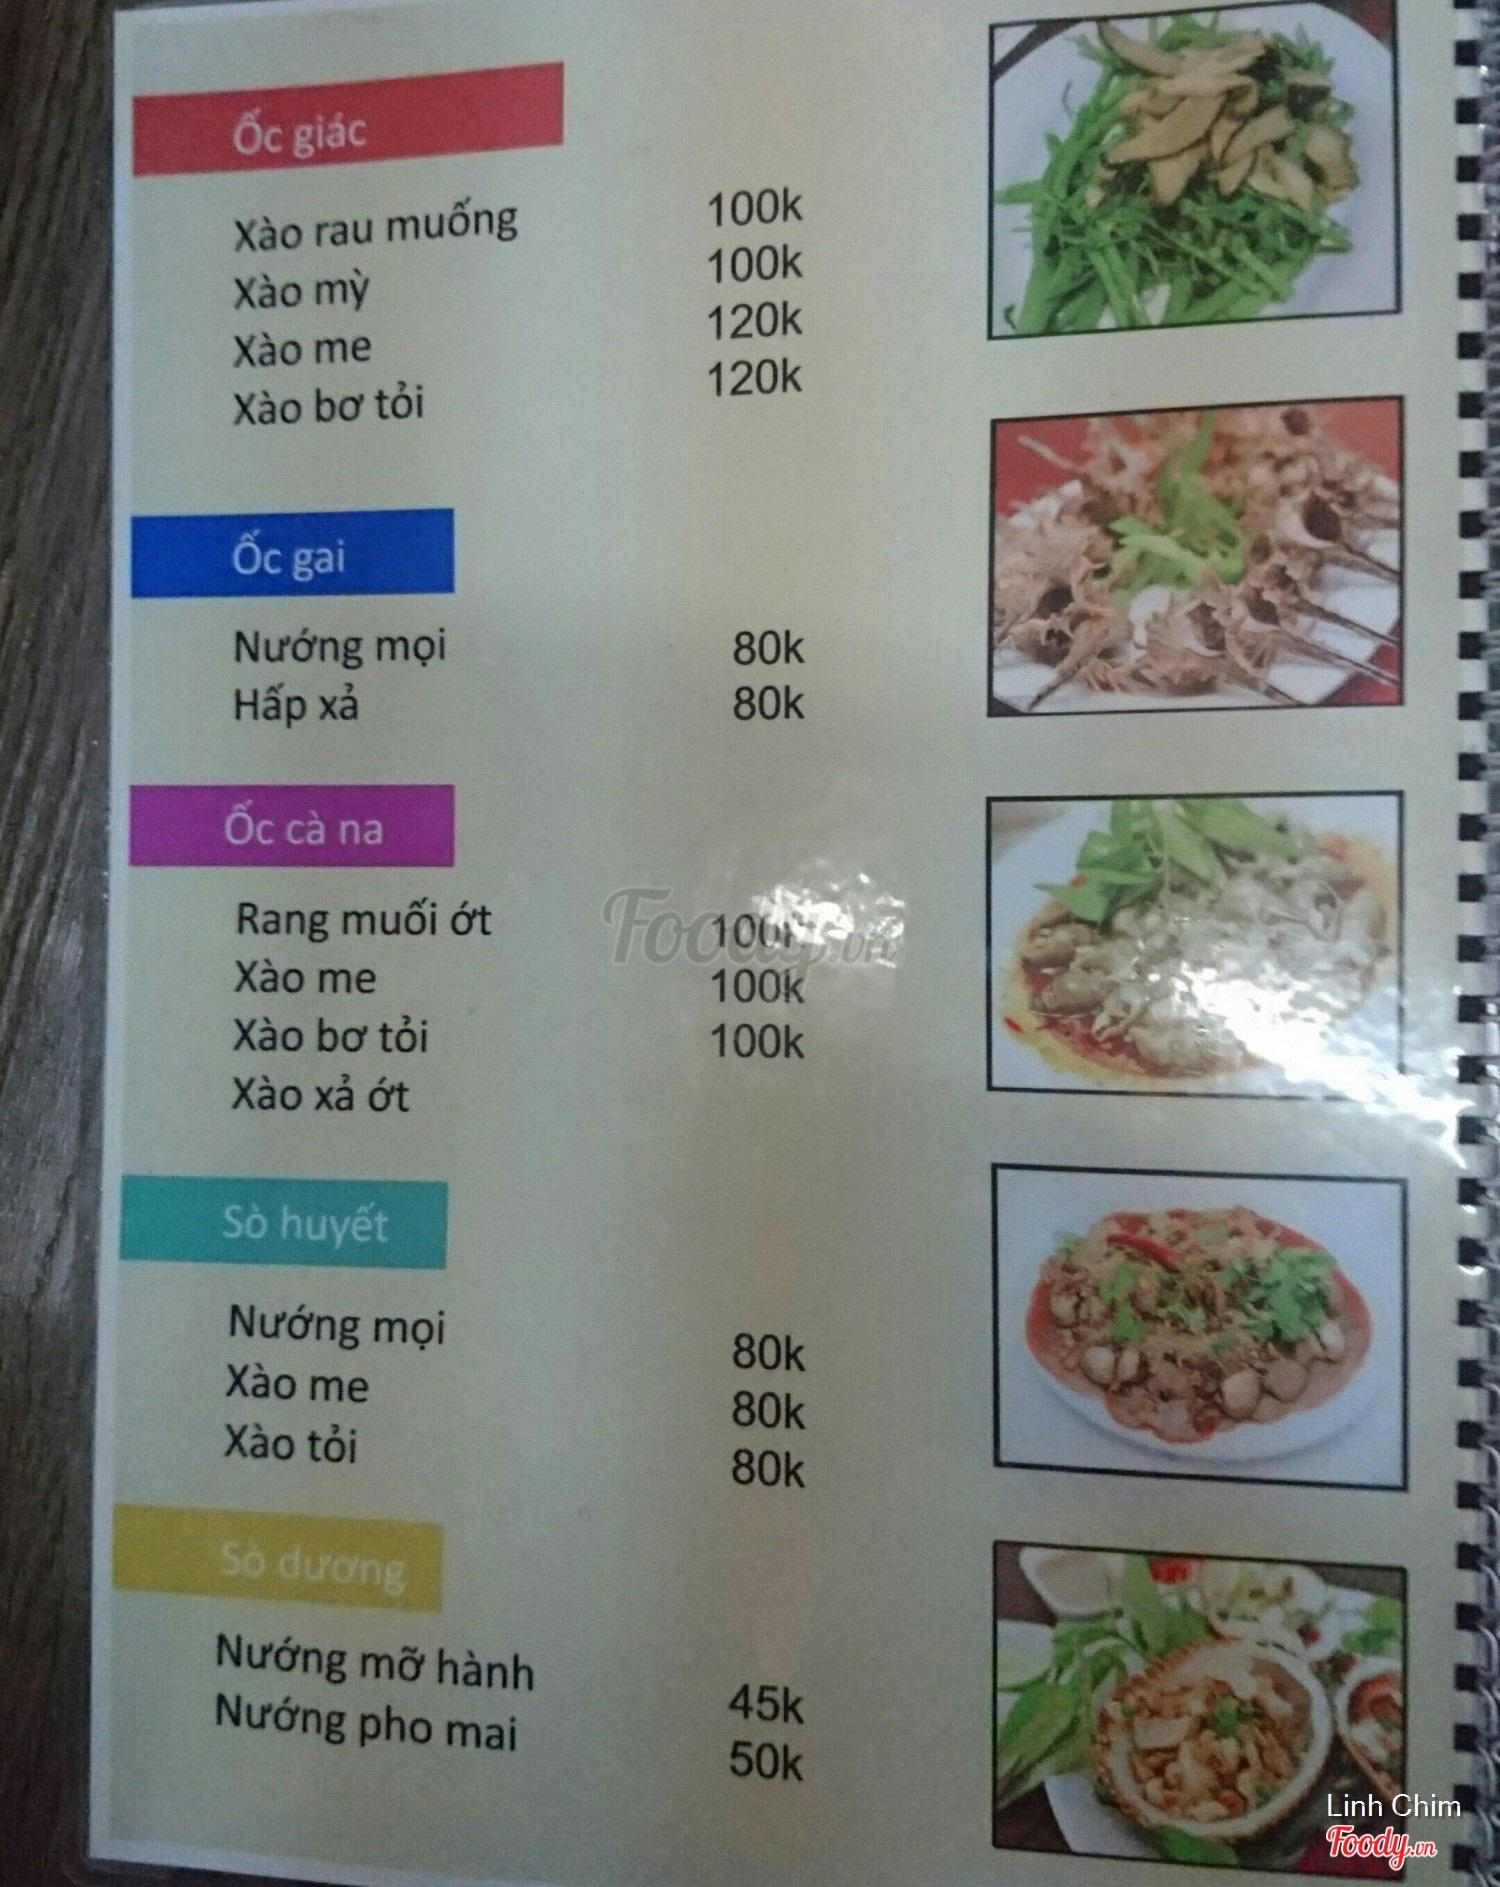 Ốc giác
Xào rau muống 100k
Xào mỳ 100k
Xào me 120k
Xào bơ tỏi 120k
Ốc gai
Nướng mọi 80k
Hấp xả 80k
Ốc cà na
Rang muối ớt 100k
Xào me 100k
Xào bơ tỏi 100k
Xào xả ớt
Foody.vn
Sò huyết
Nướng mọi 80k
Xào me 80k
Xào tỏi 80k
Sò dương
Nướng mỡ hành 45k
Nướng pho mai 50k
Linh Chim
Foody.vn